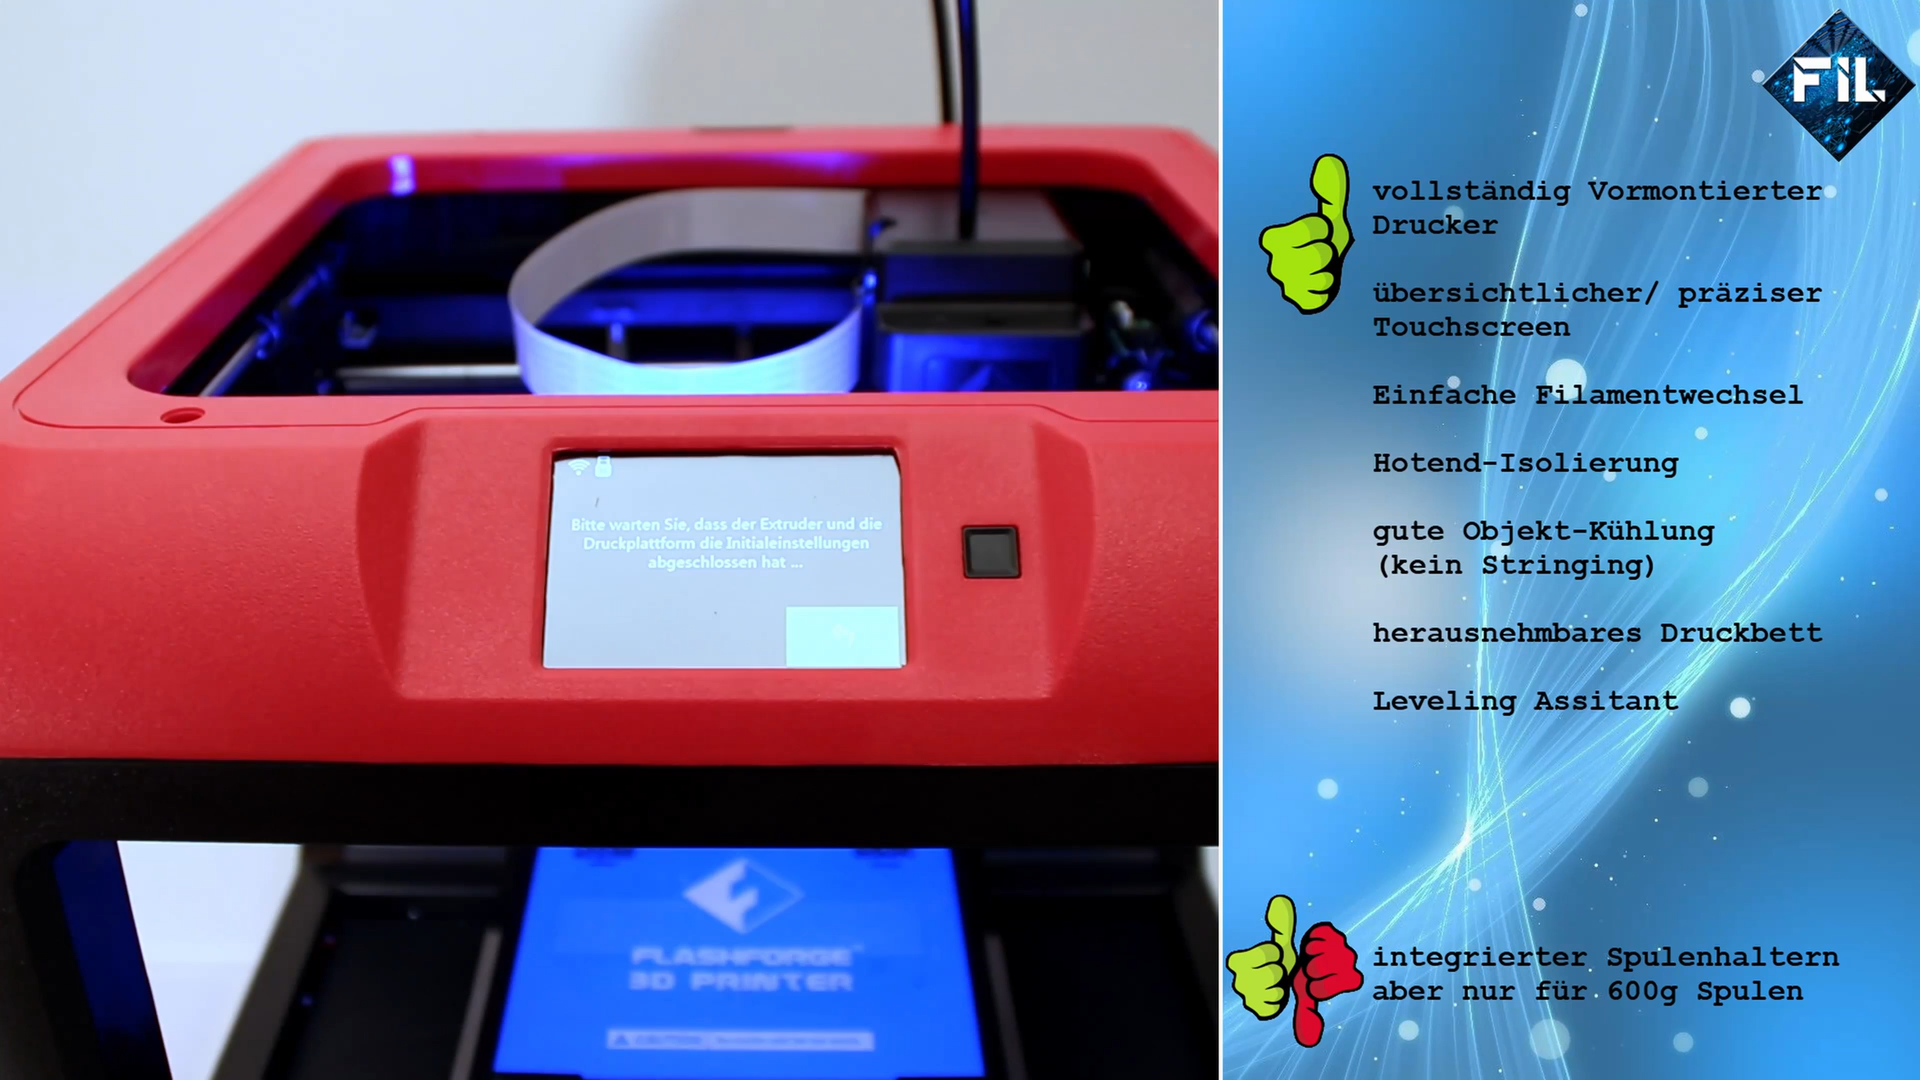 FIL
vollständig Vormontierter
Drucker
übersichtlicher/ präziser
Touchscreen
Einfache Filamentwechsel
Hotend-Isolierung
gute Objekt-Kühlung
(kein Stringing)
herausnehmbares Druckbett
Leveling Assitant
integrierter Spulenhaltern
aber nur für 600g Spulen
Bitte warten Sie, dass der Extruder und die
Druckplattform die Initialeinstellungen
abgeschlossen hat ...
FLASHFORGE
3D PRINTER
CAUTION